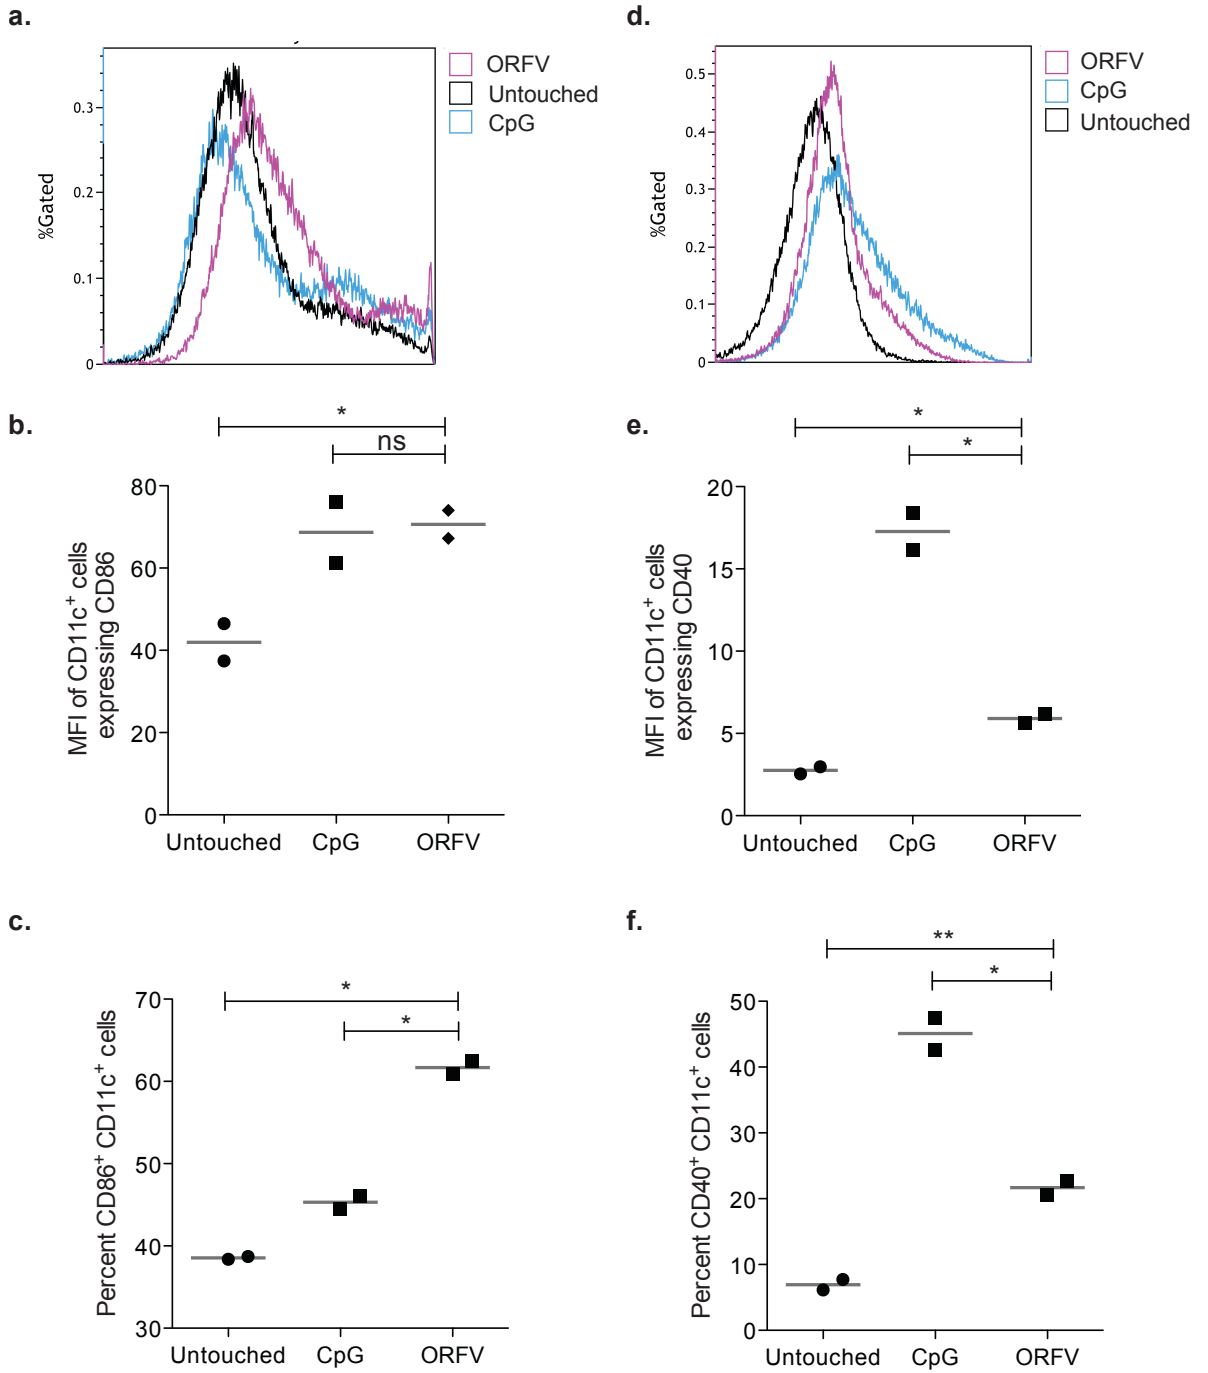 a.
ORFV
Untouched
CpG
%Gated
0.3
0.2
0.1
0
d.
ORFV
CpG
Untouched
%Gated
0.5
0.4
0.3
0.2
0.1
0
b.
*
ns
MFI of CD11c+ cells
expressing CD86
80
60
40
20
0
Untouched CpG ORFV
e.
*
*
MFI of CD11c+ cells
expressing CD40
20
15
10
5
0
Untouched CpG ORFV
c.
*
*
Percent CD86+ CD11c+ cells
70
60
50
40
30
Untouched CpG ORFV
f.
**
*
Percent CD40+ CD11c+ cells
50
40
30
20
10
0
Untouched CpG ORFV